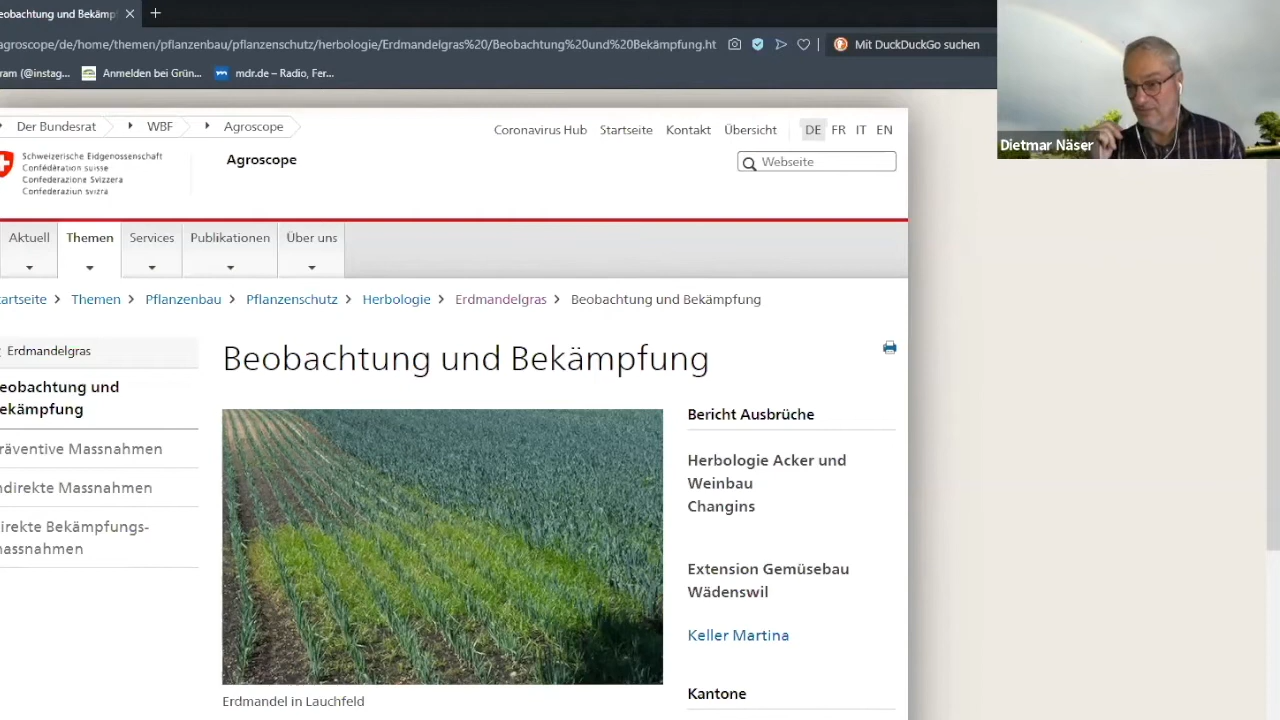 eobachtung und Bekämpf
agroscope/de/home/themen/pflanzenbau/pflanzenschutz/herbologie/Erdmandelgras%20/Beobachtung%20und%20Bekämpfung.ht
Mit DuckDuckGo suchen
ram (@instag...
Anmelden bei Grün...
mdr.de – Radio, Fer...
Dietmar Näser
Der Bundesrat
WBF
Agroscope
Coronavirus Hub
Startseite
Kontakt
Übersicht
DE
FR
IT
EN
Schweizerische Eidgenossenschaft
Confédération suisse
Confederazione Svizzera
Confederaziun svizra
Agroscope
Webseite
Aktuell
Themen
Services
Publikationen
Über uns
tartseite > Themen > Pflanzenbau > Pflanzenschutz > Herbologie > Erdmandelgras > Beobachtung und Bekämpfung
Erdmandelgras
eobachtung und
ekämpfung
räventive Massnahmen
ndirekte Massnahmen
irekte Bekämpfungs-
massnahmen
Beobachtung und Bekämpfung
Erdmandel in Lauchfeld
Bericht Ausbrüche
Herbologie Acker und
Weinbau
Changins
Extension Gemüsebau
Wädenswil
Keller Martina
Kantone